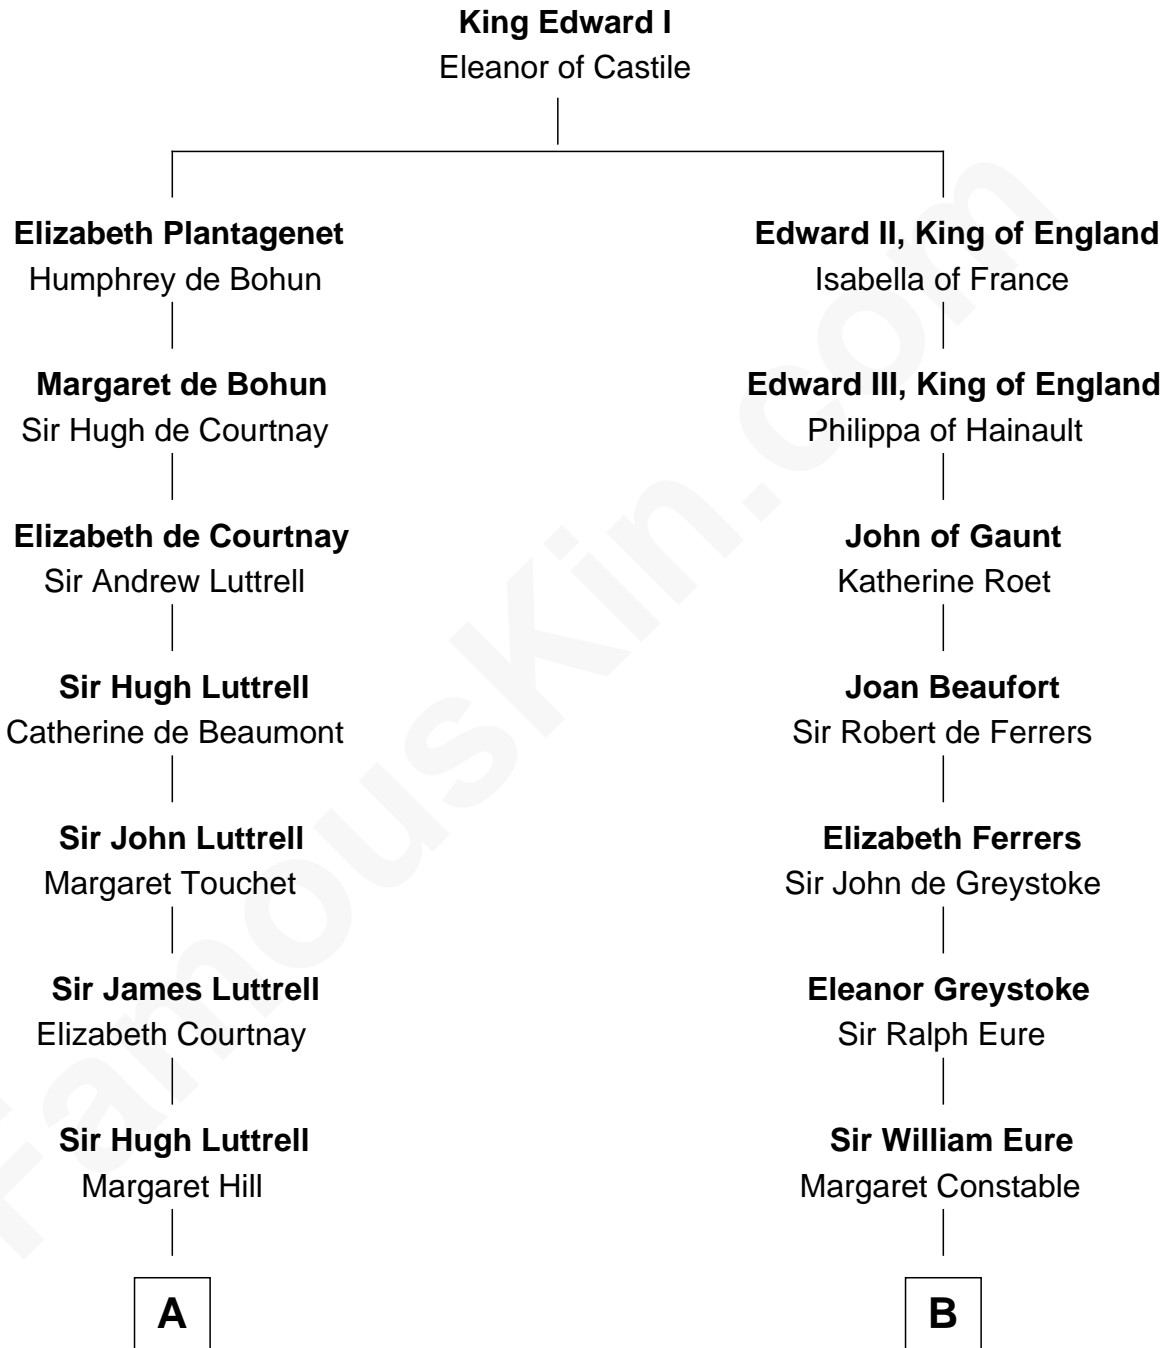 King Edward I
Eleanor of Castile
Elizabeth Plantagenet
Humphrey de Bohun
Edward II, King of England
Isabella of France
Margaret de Bohun
Sir Hugh de Courtnay
Edward III, King of England
Philippa of Hainault
Elizabeth de Courtnay
Sir Andrew Luttrell
John of Gaunt
Katherine Roet
Sir Hugh Luttrell
Catherine de Beaumont
Joan Beaufort
Sir Robert de Ferrers
Sir John Luttrell
Margaret Touchet
Elizabeth Ferrers
Sir John de Greystoke
Sir James Luttrell
Elizabeth Courtnay
Eleanor Greystoke
Sir Ralph Eure
Sir Hugh Luttrell
Margaret Hill
Sir William Eure
Margaret Constable
A
B
FamousKin.com